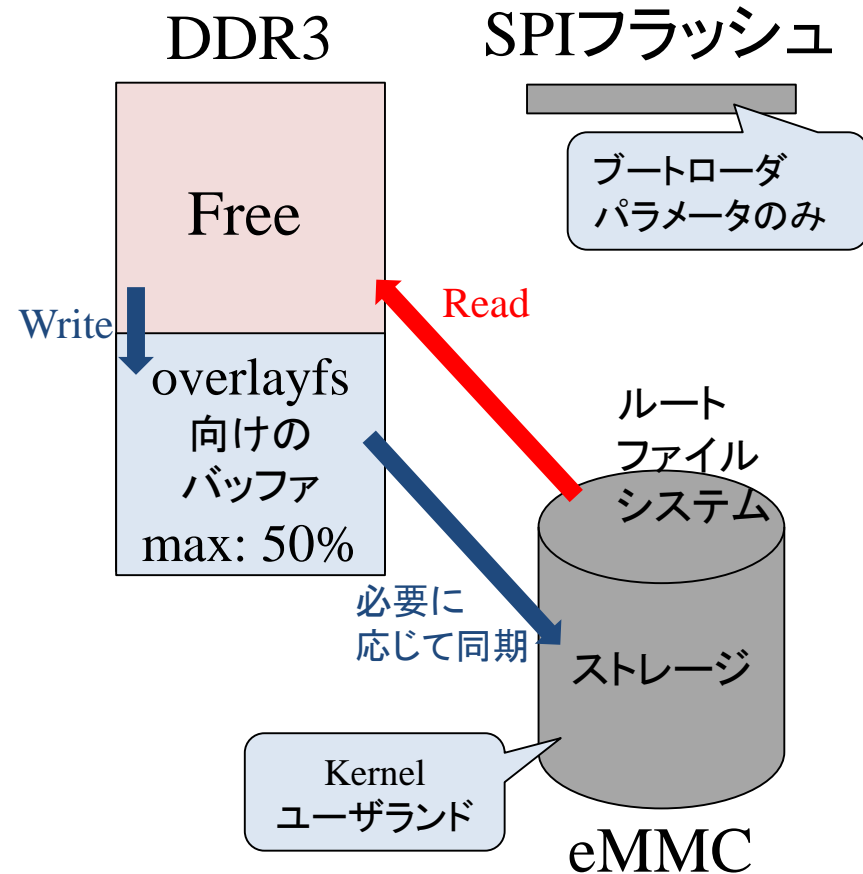 DDR3
SPIフラッシュ
ブートローダ
パラメータのみ
Free
Write
Read
overlayfs
向けの
バッファ
max: 50%
ルート
ファイル
システム
必要に
応じて同期
ストレージ
Kernel
ユーザランド
eMMC